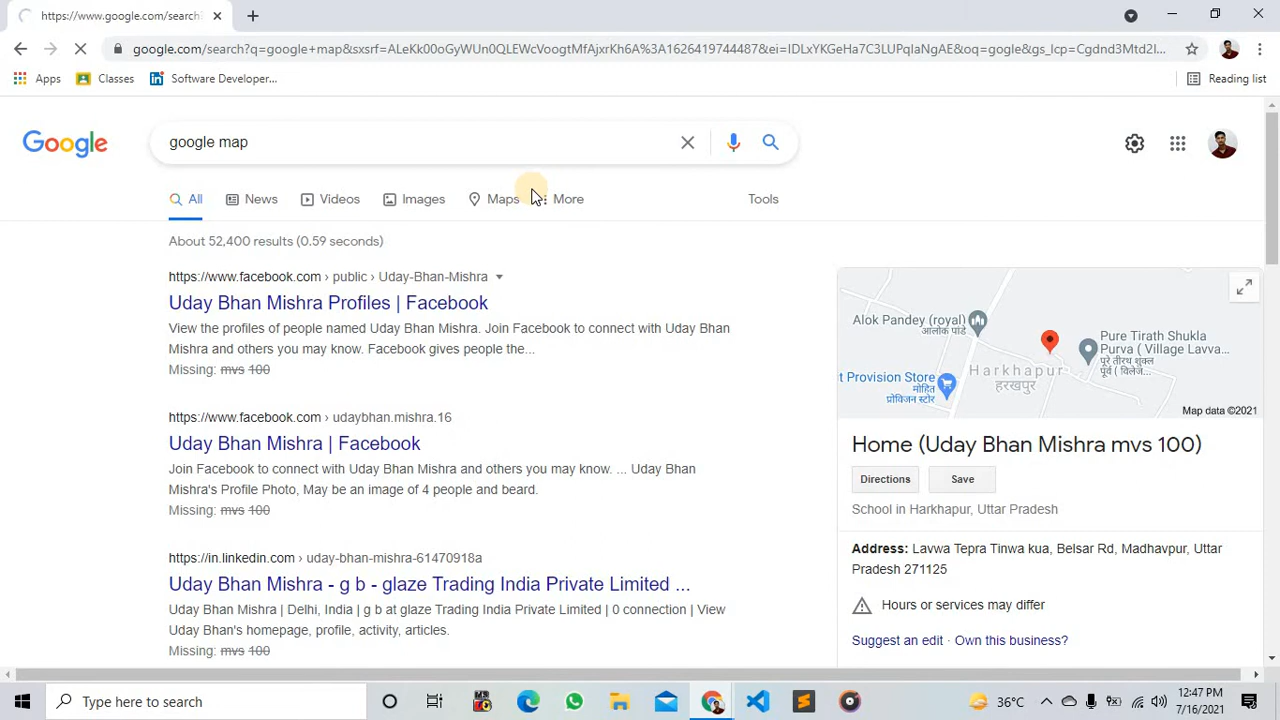 https://www.google.com/search?
google.com/search?q=google+map&sxsrf=ALeKk00oGyWUn0QLEWcVoogtMfAjxrKh6A%3A1626419744487&ei=IDLxYKGeHa7C3LUPqIaNgAE&oq=gogle&gs_lcp=Cgdnd3Mtd2l...
Apps
Classes
Software Developer...
Reading list
Google
google map
All
News
Videos
Images
Maps
More
Tools
About 52,400 results (0.59 seconds)
https://www.facebook.com › public › Uday-Bhan-Mishra
Uday Bhan Mishra Profiles | Facebook
View the profiles of people named Uday Bhan Mishra. Join Facebook to connect with Uday Bhan
Mishra and others you may know. Facebook gives people the...
Missing: mvs 100
https://www.facebook.com › udaybhan.mishra.16
Uday Bhan Mishra | Facebook
Join Facebook to connect with Uday Bhan Mishra and others you may know. ... Uday Bhan
Mishra's Profile Photo, May be an image of 4 people and beard.
Missing: mvs 100
https://in.linkedin.com › uday-bhan-mishra-61470918a
Uday Bhan Mishra - g b - glaze Trading India Private Limited ...
Uday Bhan Mishra | Delhi, India | g b at glaze Trading India Private Limited | 0 connection | View
Uday Bhan's homepage, profile, activity, articles.
Missing: mvs 100
Alok Pandey (royal)
आलोक पांडे
Pure Tirath Shukla
Purva ( Village Lavva...
पूरे तीरथ शुक्ल
पूर्व ( विलेज...
Harkhapur
हरखपुर
t Provision Store
मोहित
प्रोविजन स्टोर
Map data ©2021
Home (Uday Bhan Mishra mvs 100)
Directions
Save
School in Harkhapur, Uttar Pradesh
Address: Lavwa Tepra Tinwa kua, Belsar Rd, Madhavpur, Uttar
Pradesh 271125
Hours or services may differ
Suggest an edit · Own this business?
Type here to search
36°C
12:47 PM
7/16/2021